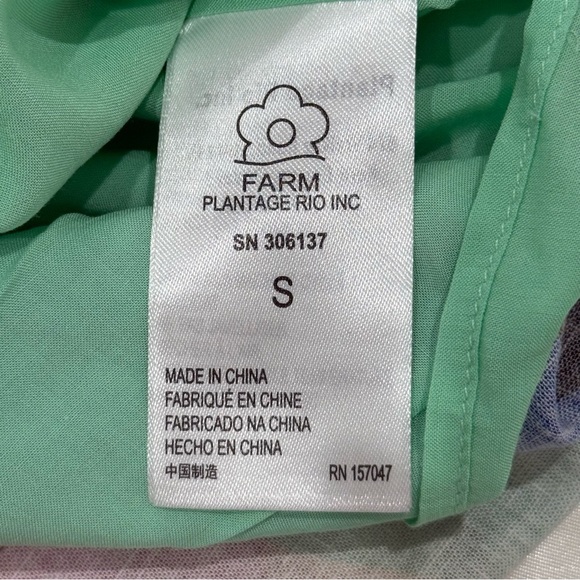 FARM
PLANTAGE RIO INC
SN 306137
S
MADE IN CHINA
FABRIQUÉ EN CHINE
FABRICADO NA CHINA
HECHO EN CHINA
中国制造 RN 157047